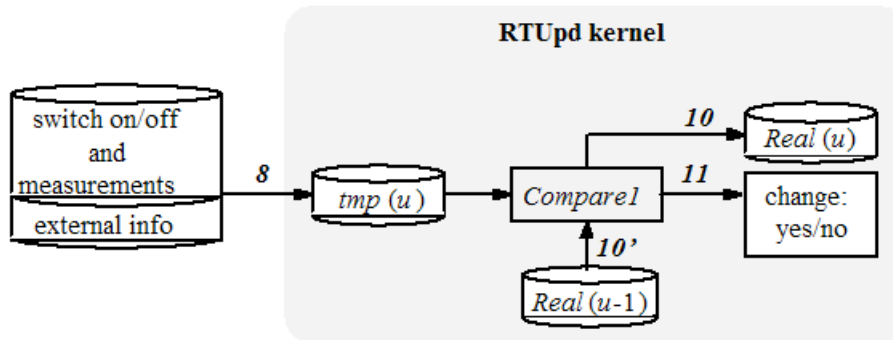 RTUpd kernel
switch on/off
and
measurements
external info
8
tmp (u)
Compare1
10
Real (u)
11
change:
yes/no
10’
Real (u-1)